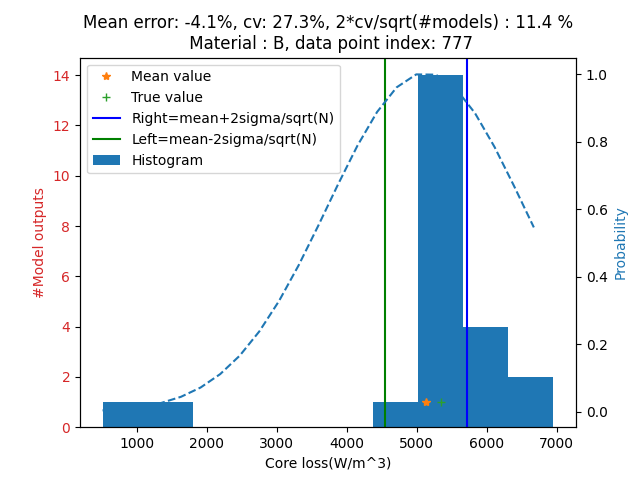 Mean error: -4.1%, cv: 27.3%, 2*cv/sqrt(#models) : 11.4 %
Material : B, data point index: 777
Mean value
True value
Right=mean+2sigma/sqrt(N)
Left=mean-2sigma/sqrt(N)
Histogram
14
12
10
8
6
4
2
0
#Model outputs
1.0
0.8
0.6
0.4
0.2
0.0
Probability
1000 2000 3000 4000 5000 6000 7000
Core loss(W/m^3)